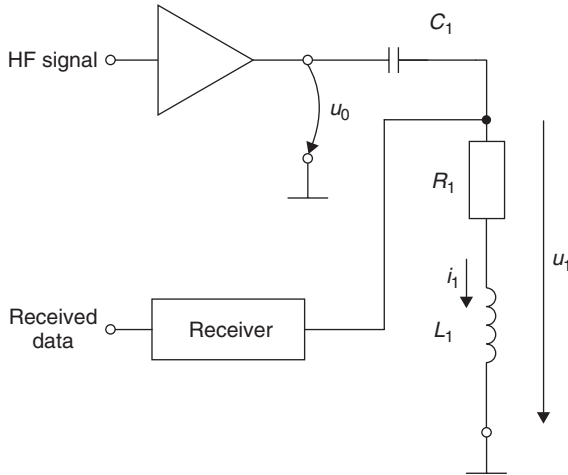 C₁
HF signal
u₀
R₁
u₁
i₁
Received
data
Receiver
L₁